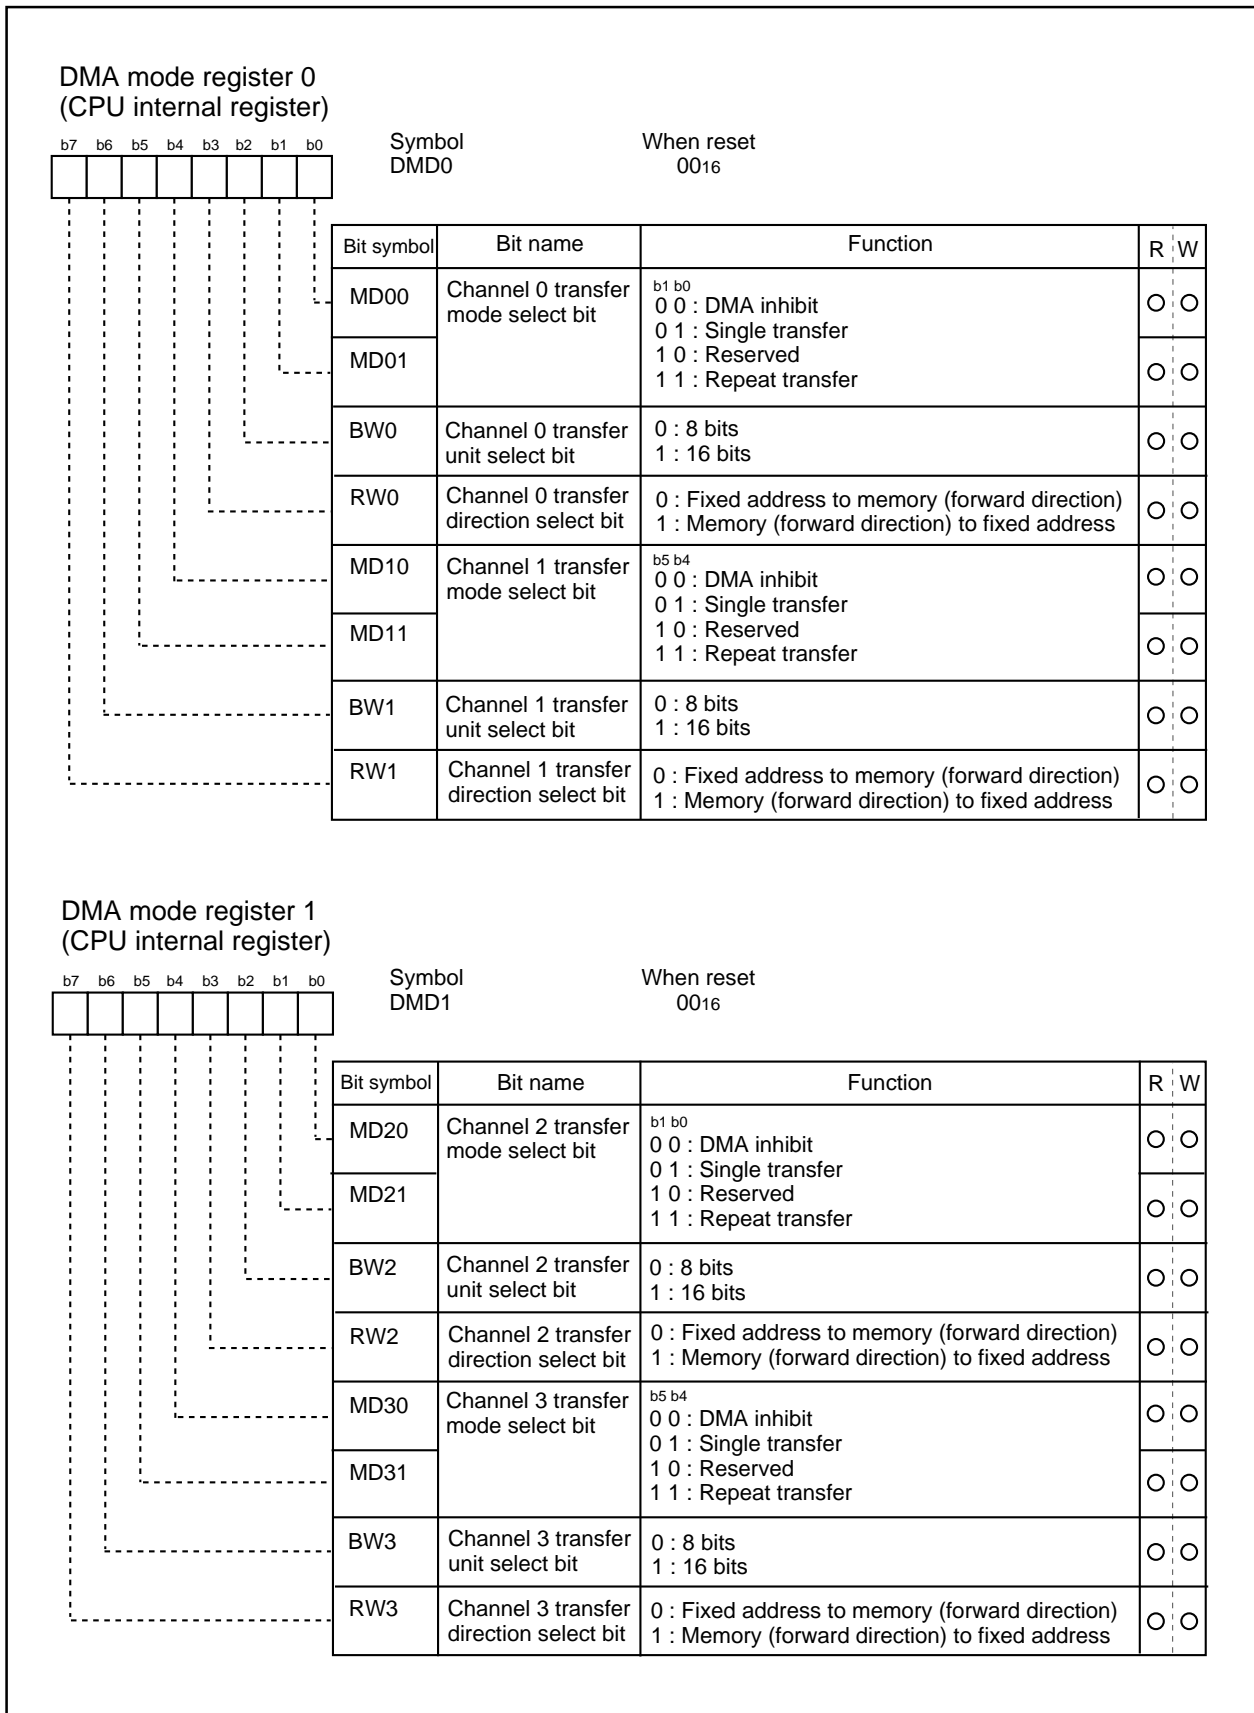 DMA mode register 0
(CPU internal register)
b7 b6 b5 b4 b3 b2 b1 b0
Symbol When reset
DMD0 0016
Bit symbol Bit name Function R W
MD00 Channel 0 transfer mode select bit
b1 b0
0 0 : DMA inhibit
0 1 : Single transfer
MD01
1 0 : Reserved
1 1 : Repeat transfer
BW0 Channel 0 transfer unit select bit
0 : 8 bits
1 : 16 bits
RW0 Channel 0 transfer direction select bit
0 : Fixed address to memory (forward direction)
1 : Memory (forward direction) to fixed address
MD10 Channel 1 transfer mode select bit
b5 b4
0 0 : DMA inhibit
0 1 : Single transfer
MD11
1 0 : Reserved
1 1 : Repeat transfer
BW1 Channel 1 transfer unit select bit
0 : 8 bits
1 : 16 bits
RW1 Channel 1 transfer direction select bit
0 : Fixed address to memory (forward direction)
1 : Memory (forward direction) to fixed address
DMA mode register 1
(CPU internal register)
b7 b6 b5 b4 b3 b2 b1 b0
Symbol When reset
DMD1 0016
Bit symbol Bit name Function R W
MD20 Channel 2 transfer mode select bit
b1 b0
0 0 : DMA inhibit
0 1 : Single transfer
MD21
1 0 : Reserved
1 1 : Repeat transfer
BW2 Channel 2 transfer unit select bit
0 : 8 bits
1 : 16 bits
RW2 Channel 2 transfer direction select bit
0 : Fixed address to memory (forward direction)
1 : Memory (forward direction) to fixed address
MD30 Channel 3 transfer mode select bit
b5 b4
0 0 : DMA inhibit
0 1 : Single transfer
MD31
1 0 : Reserved
1 1 : Repeat transfer
BW3 Channel 3 transfer unit select bit
0 : 8 bits
1 : 16 bits
RW3 Channel 3 transfer direction select bit
0 : Fixed address to memory (forward direction)
1 : Memory (forward direction) to fixed address